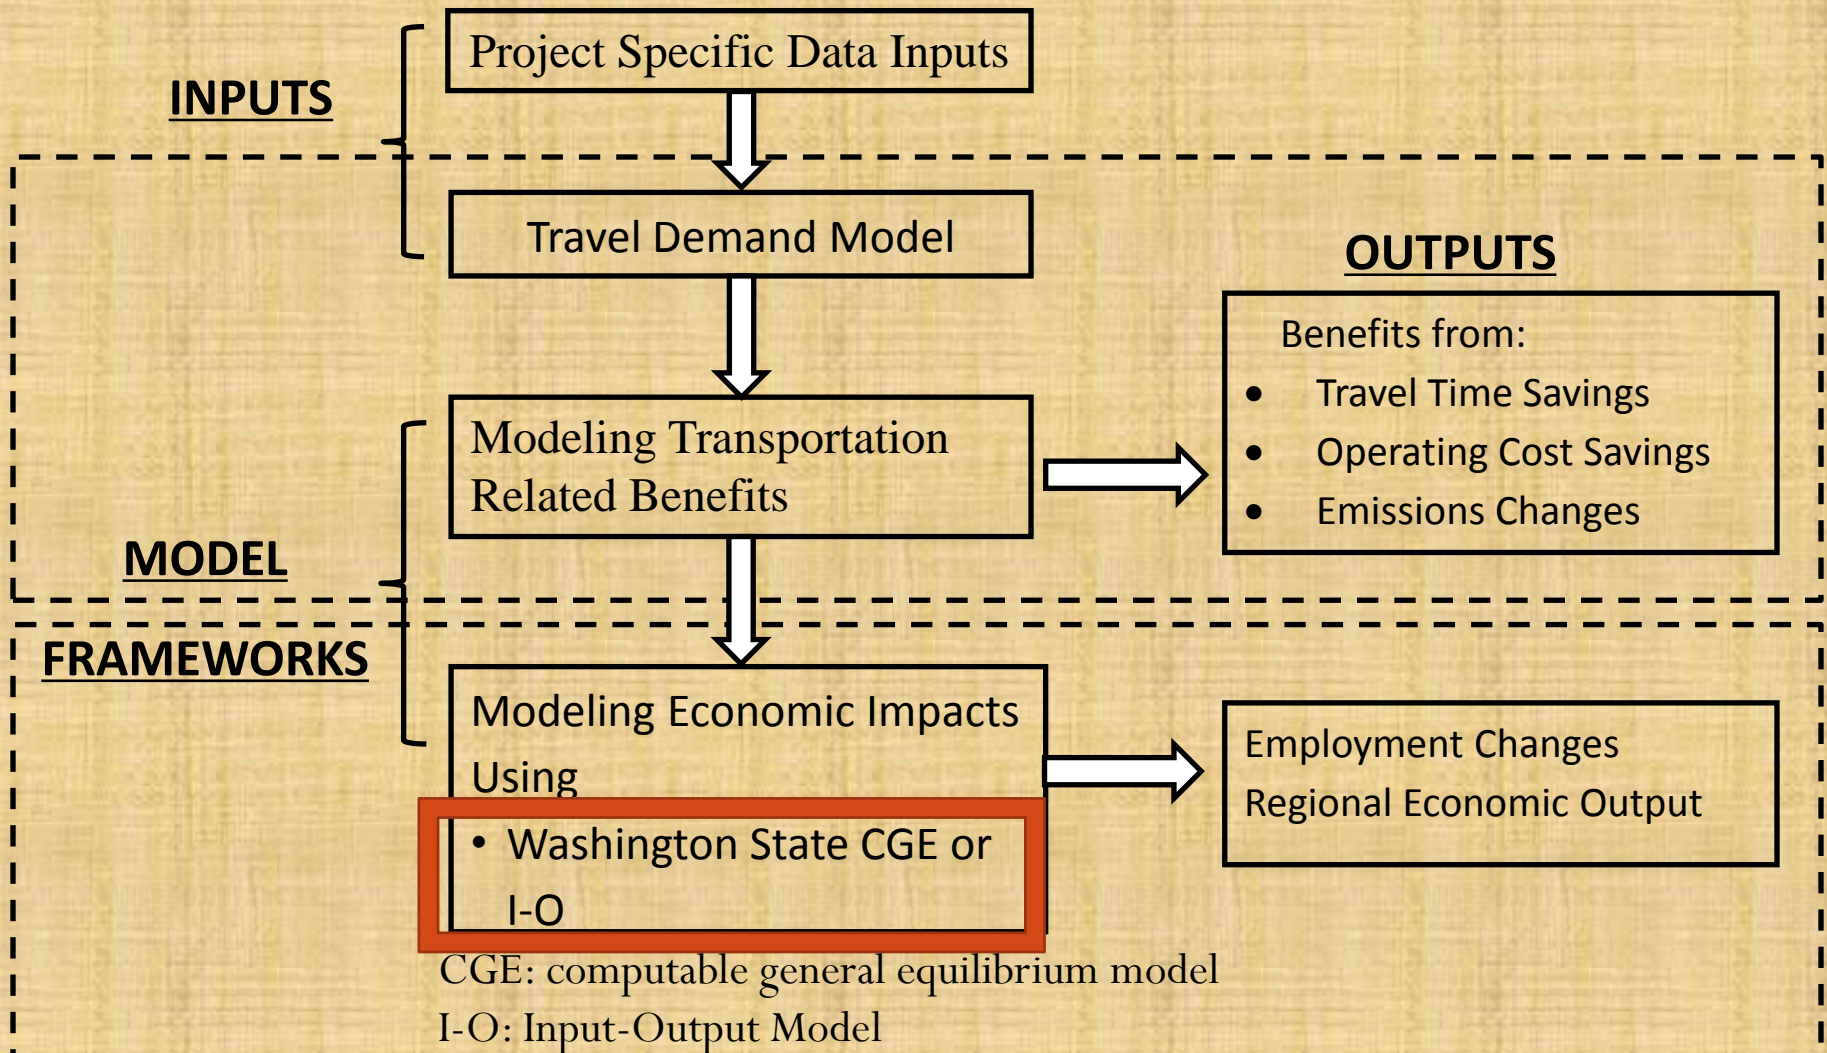 Project Specific Data Inputs
INPUTS
Travel Demand Model
OUTPUTS
Benefits from:
• Travel Time Savings
• Operating Cost Savings
• Emissions Changes
Modeling Transportation
Related Benefits
MODEL
FRAMEWORKS
Modeling Economic Impacts
Using
• Washington State CGE or
I-O
Employment Changes
Regional Economic Output
CGE: computable general equilibrium model
I-O: Input-Output Model